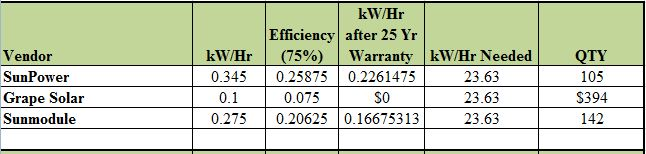 kW/Hr
Efficiency after 25 Yr
Vendor kW/Hr (75%) Warranty kW/Hr Needed QTY
SunPower 0.345 0.25875 0.2261475 23.63 105
Grape Solar 0.1 0.075 $0 23.63 $394
Sunmodule 0.275 0.20625 0.16675313 23.63 142